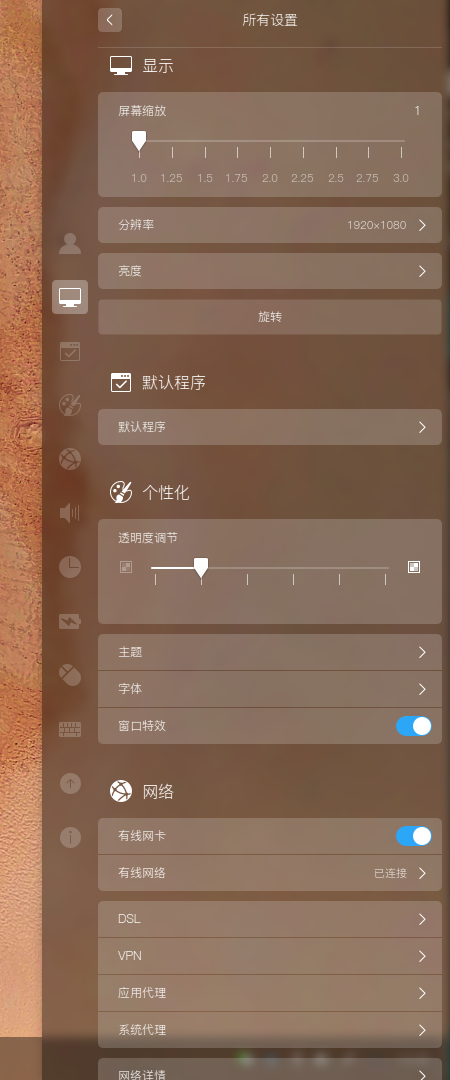 所有设置
显示
屏幕缩放 1
1.0 1.25 1.5 1.75 2.0 2.25 2.5 2.75 3.0
分辨率 1920×1080
亮度
旋转
默认程序
默认程序
个性化
透明度调节
主题
字体
窗口特效
网络
有线网卡
有线网络 已连接
DSL
VPN
应用代理
系统代理
网络详情